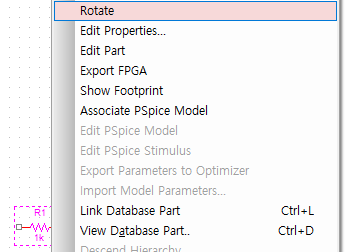 Rotate
Edit Properties...
Edit Part
Export FPGA
Show Footprint
Associate PSpice Model
Edit PSpice Model
Edit PSpice Stimulus
Export Parameters to Optimizer
Import Model Parameters...
Link Database Part Ctrl+L
View Database Part.. Ctrl+D
Descend Hierarchy
R1
1k